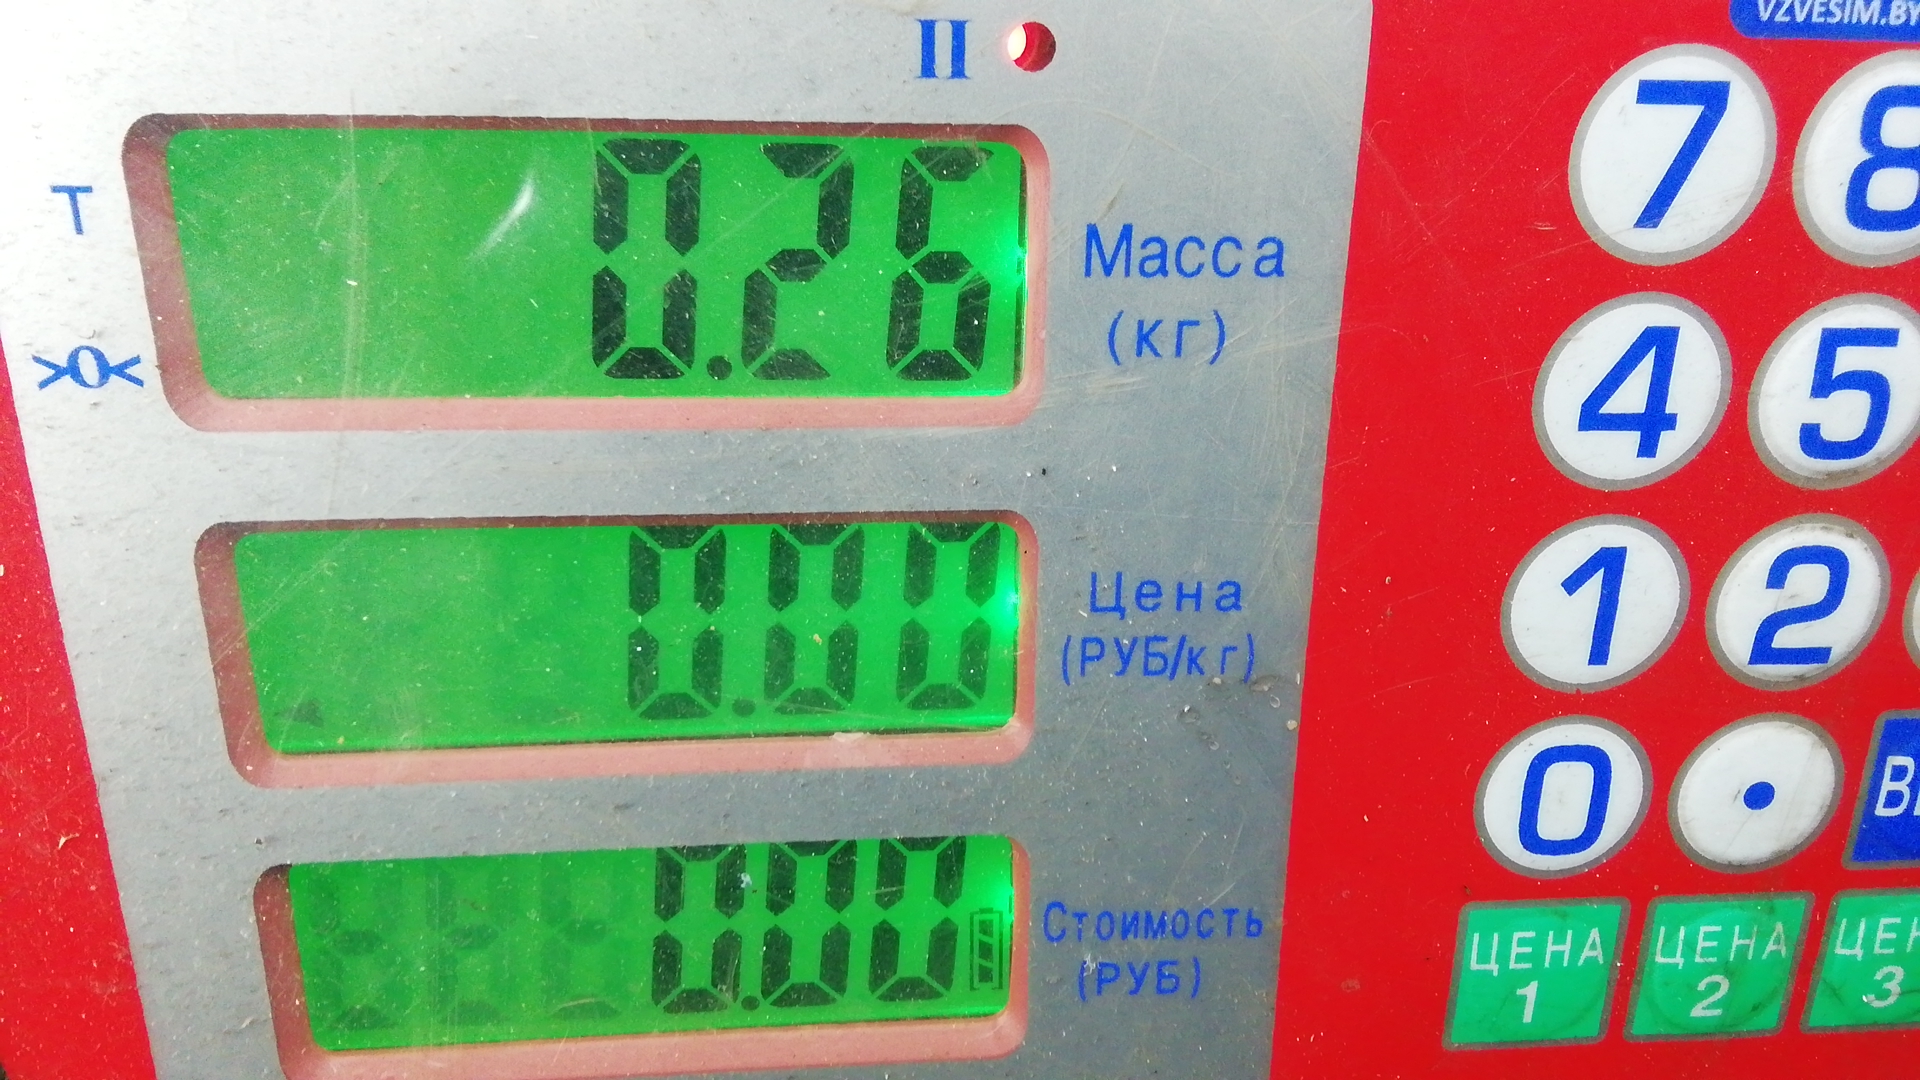 VZVESIM.BY
II
T
0.26
Масса
(кг)
>0<
0.00
Цена
(РУБ/кг)
0.00
Стоимость
(РУБ)
7
8
4
5
1
2
0
.
ЦЕНА
1
ЦЕНА
2
3